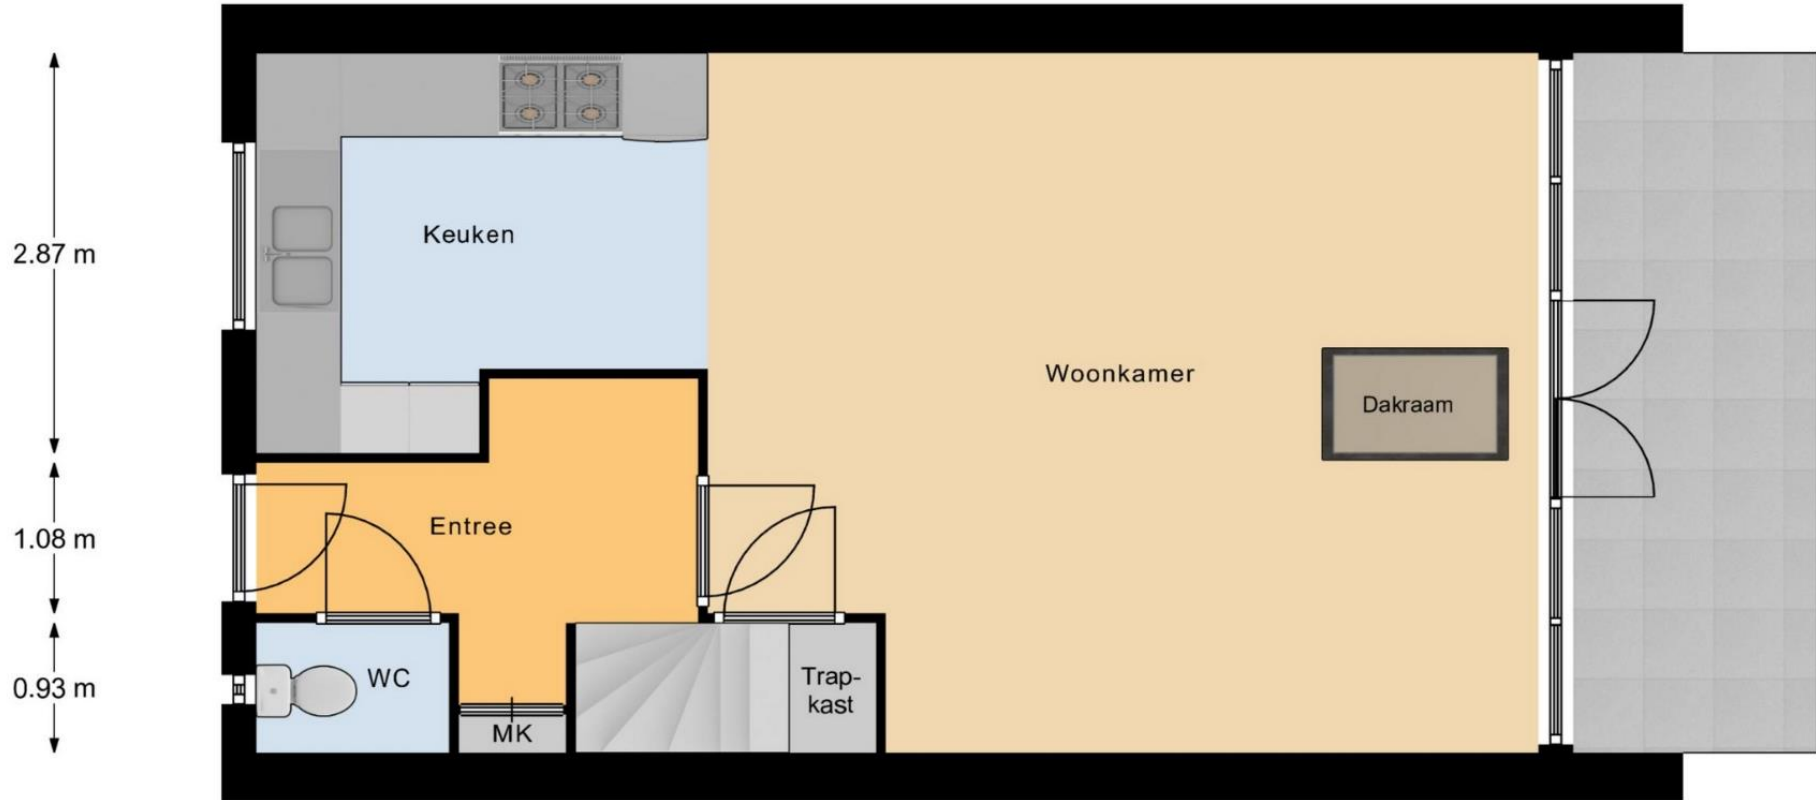 2.87 m
Keuken
Woonkamer
Dakraam
1.08 m
Entree
0.93 m
WC
MK
Trap-
kast